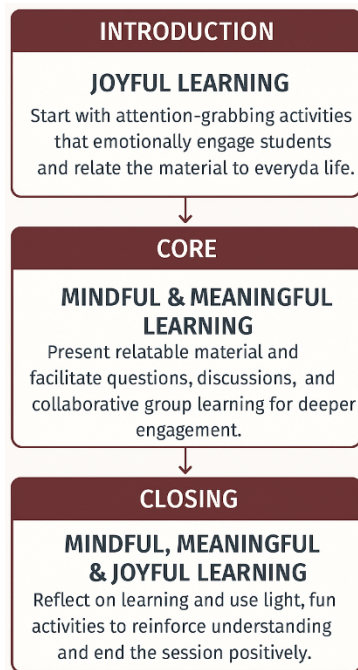 INTRODUCTION
JOYFUL LEARNING
Start with attention-grabbing activities
that emotionally engage students
and relate the material to everyda life.
CORE
MINDFUL & MEANINGFUL
LEARNING
Present relatable material and
facilitate questions, discussions, and
collaborative group learning for deeper
engagement.
CLOSING
MINDFUL, MEANINGFUL
& JOYFUL LEARNING
Reflect on learning and use light, fun
activities to reinforce understanding
and end the session positively.